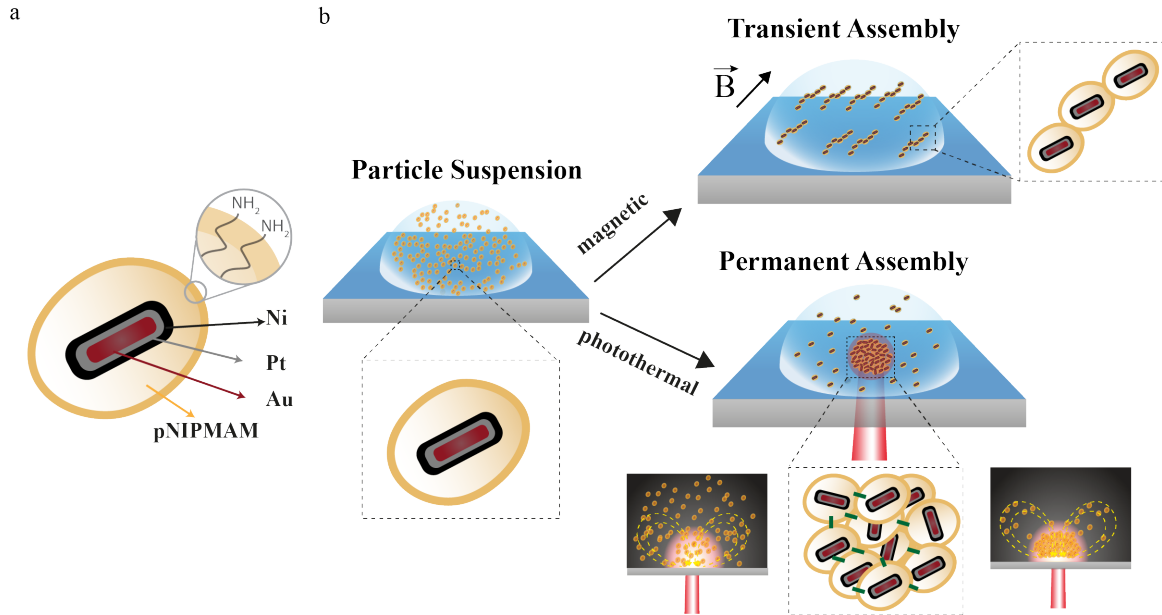 a
b
NH2
NH2
Ni
Pt
Au
pNIPMAM
Particle Suspension
magnetic
photothermal
Transient Assembly
B
Permanent Assembly